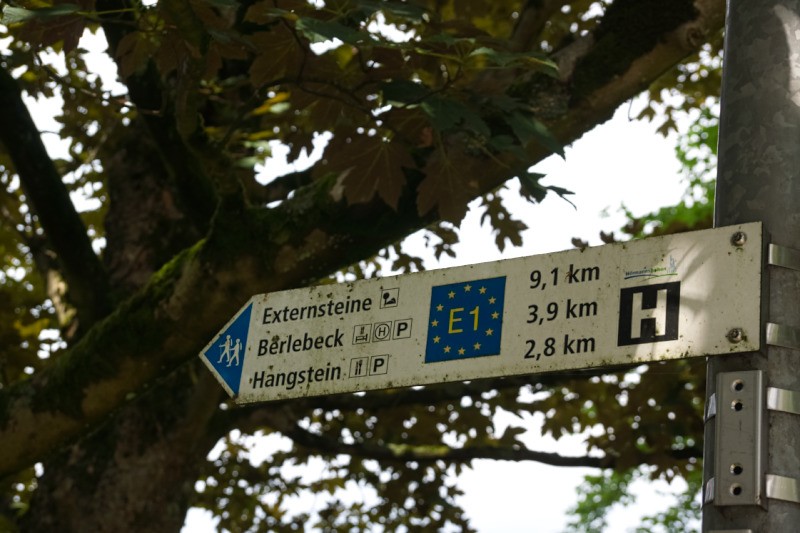 Externsteine 9,1 km
Berlebeck H P 3,9 km
Hangstein P 2,8 km
E1
H